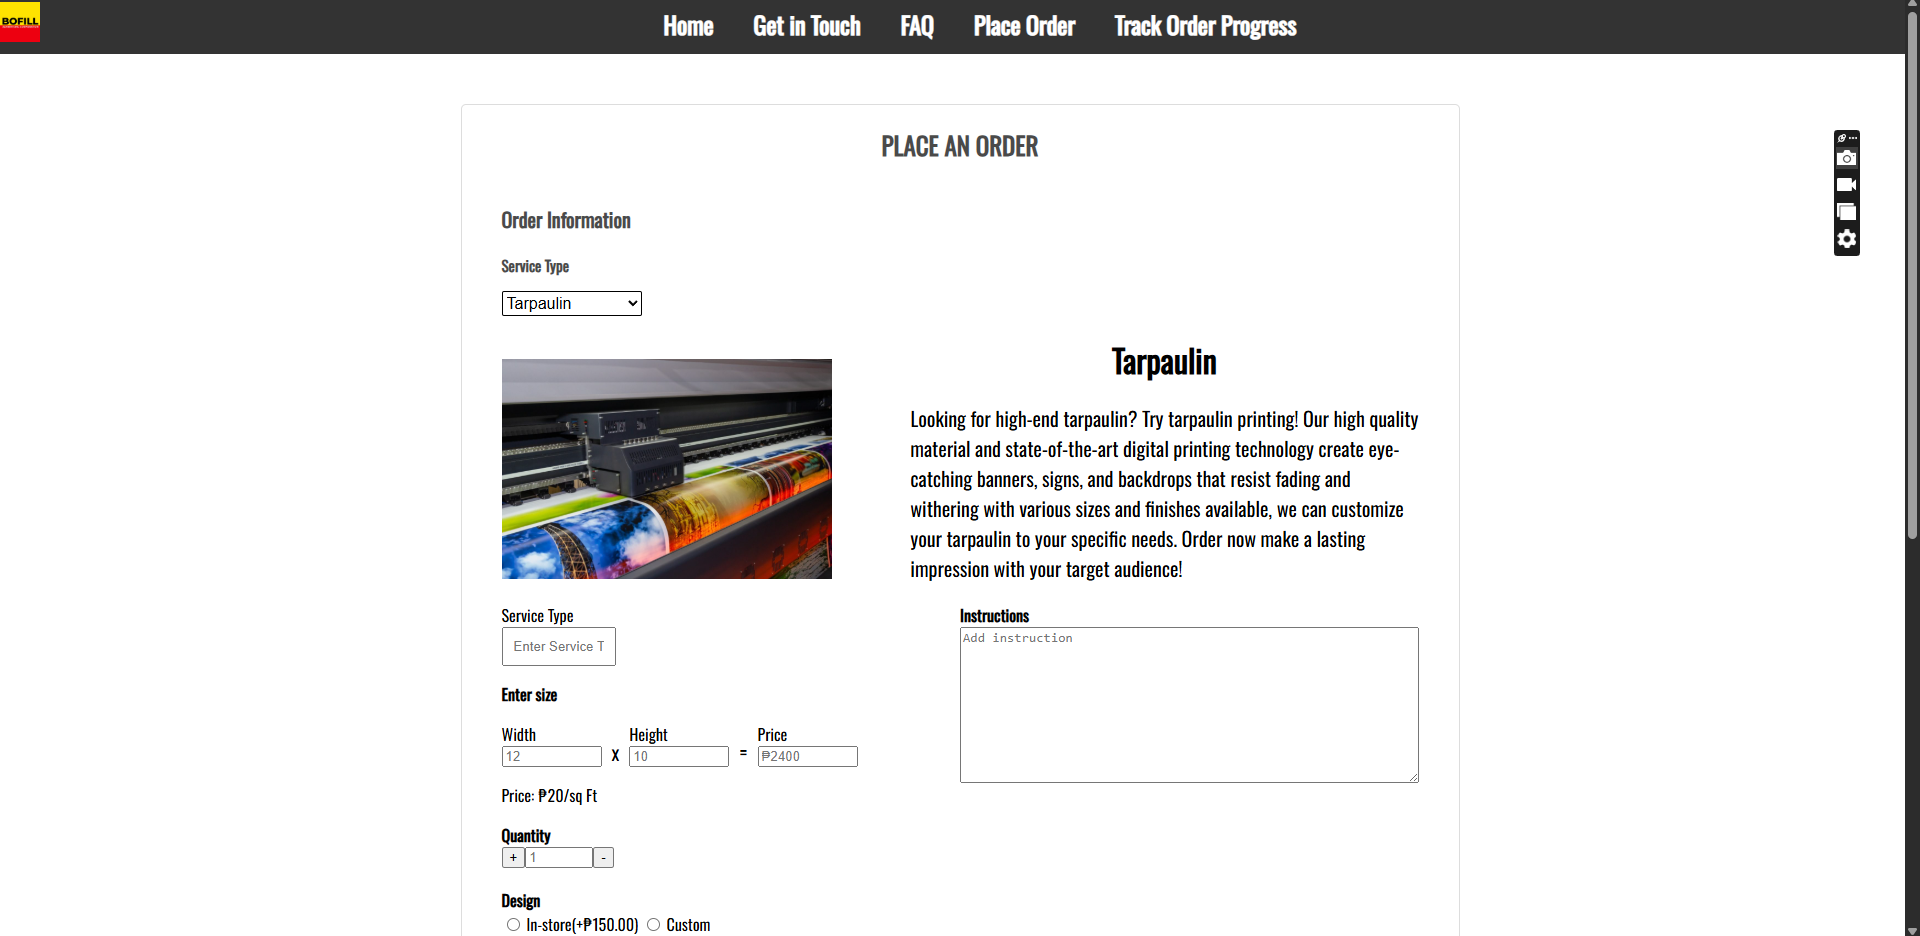 BOFILL
Home Get in Touch FAQ Place Order Track Order Progress
PLACE AN ORDER
Order Information
Service Type
Tarpaulin
Tarpaulin
Looking for high-end tarpaulin? Try tarpaulin printing! Our high quality
material and state-of-the-art digital printing technology create eye-
catching banners, signs, and backdrops that resist fading and
withering with various sizes and finishes available, we can customize
your tarpaulin to your specific needs. Order now make a lasting
impression with your target audience!
Service Type
Enter Service T
Enter size
Width Height Price
12 X 10 = ₱2400
Price: ₱20/sq Ft
Quantity
+ 1 -
Design
In-store(+₱150.00) Custom
Instructions
Add instruction